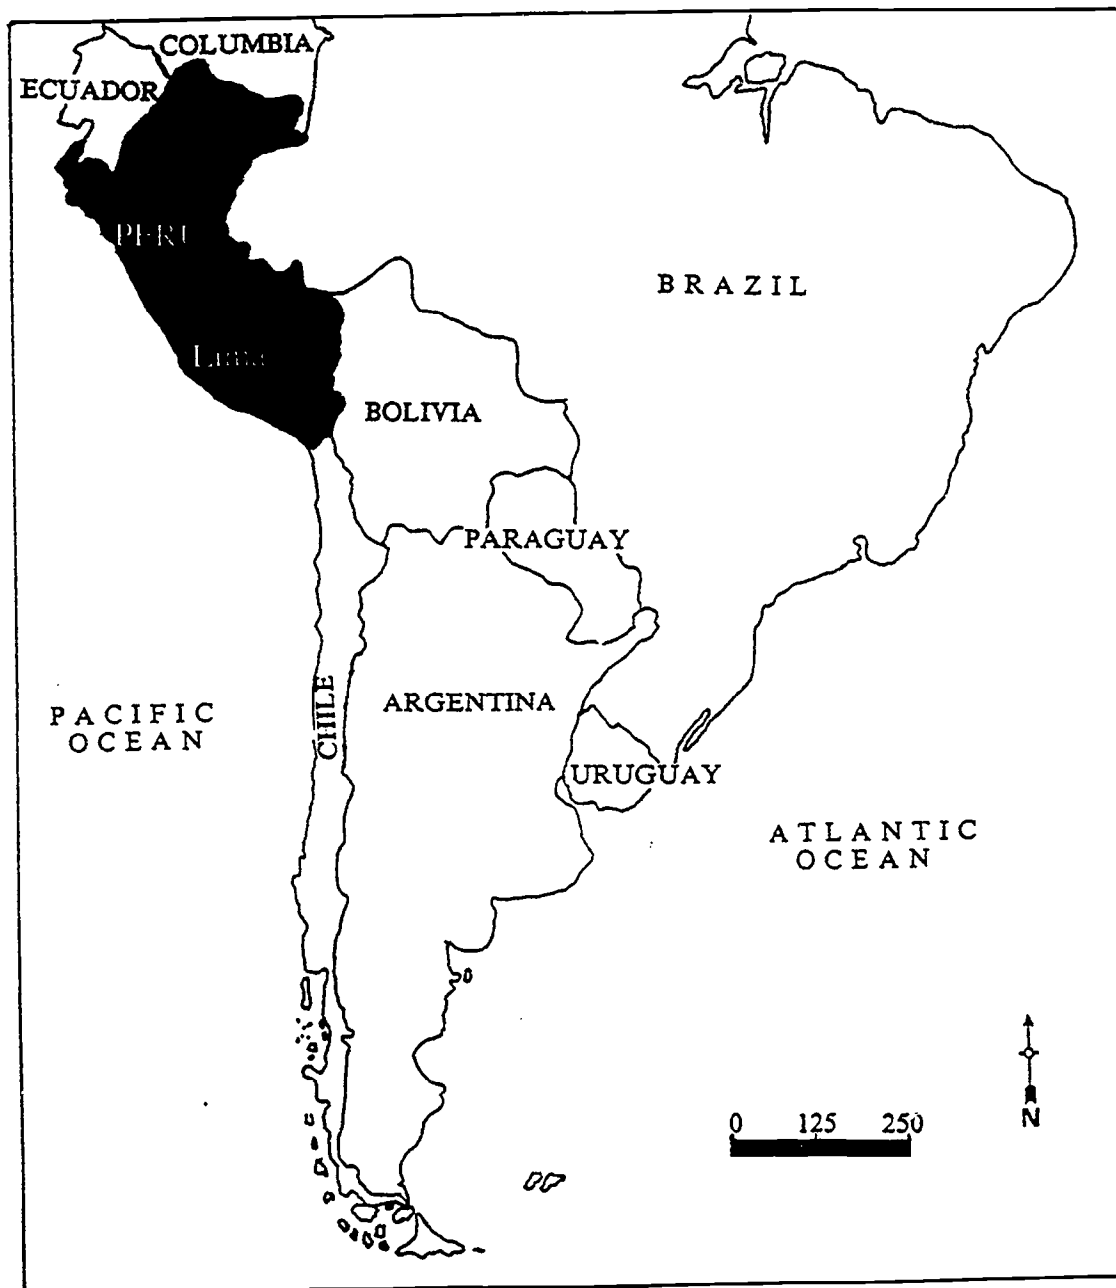 COLUMBIA
ECUADOR
PERU
BRAZIL
Lima
BOLIVIA
PARAGUAY
CHILE
ARGENTINA
PACIFIC
OCEAN
URUGUAY
ATLANTIC
OCEAN
0 125 250
N